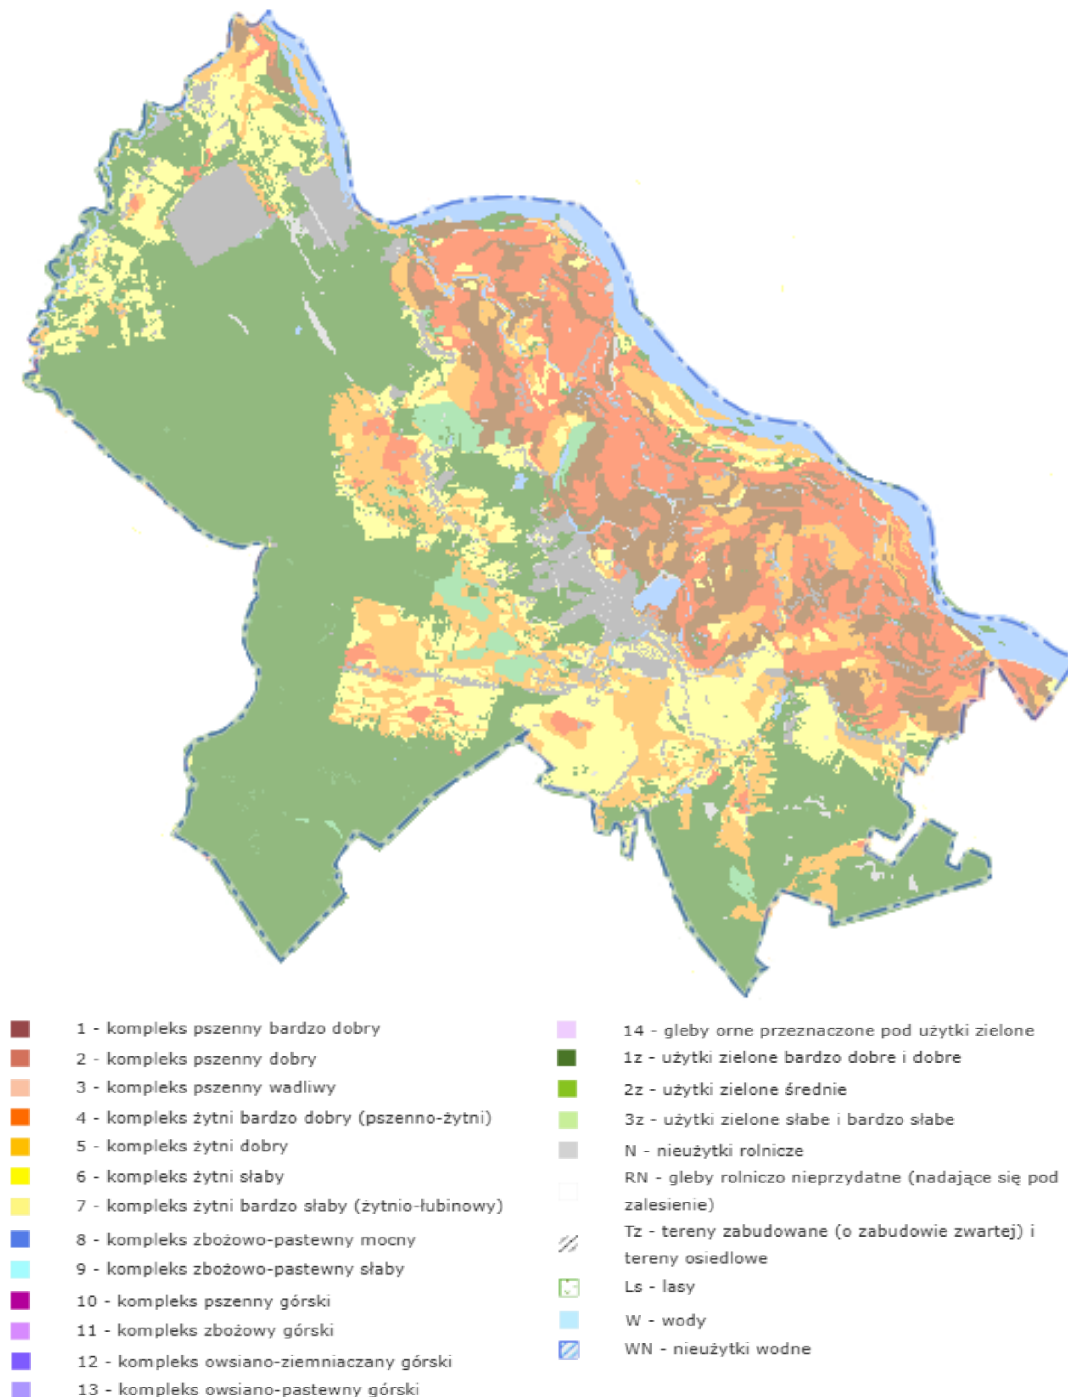 1 - kompleks pszenny bardzo dobry
2 - kompleks pszenny dobry
3 - kompleks pszenny wadliwy
4 - kompleks żytni bardzo dobry (pszenno-żytni)
5 - kompleks żytni dobry
6 - kompleks żytni słaby
7 - kompleks żytni bardzo słaby (żytnio-łubinowy)
8 - kompleks zbożowo-pastewny mocny
9 - kompleks zbożowo-pastewny słaby
10 - kompleks pszenny górski
11 - kompleks zbożowy górski
12 - kompleks owsiano-ziemniaczany górski
13 - kompleks owsiano-pastewny górski
14 - gleby orne przeznaczone pod użytki zielone
1z - użytki zielone bardzo dobre i dobre
2z - użytki zielone średnie
3z - użytki zielone słabe i bardzo słabe
N - nieużytki rolnicze
RN - gleby rolniczo nieprzydatne (nadające się pod
zalesienie)
Tz - tereny zabudowane (o zabudowie zwartej) i
tereny osiedlowe
Ls - lasy
W - wody
WN - nieużytki wodne